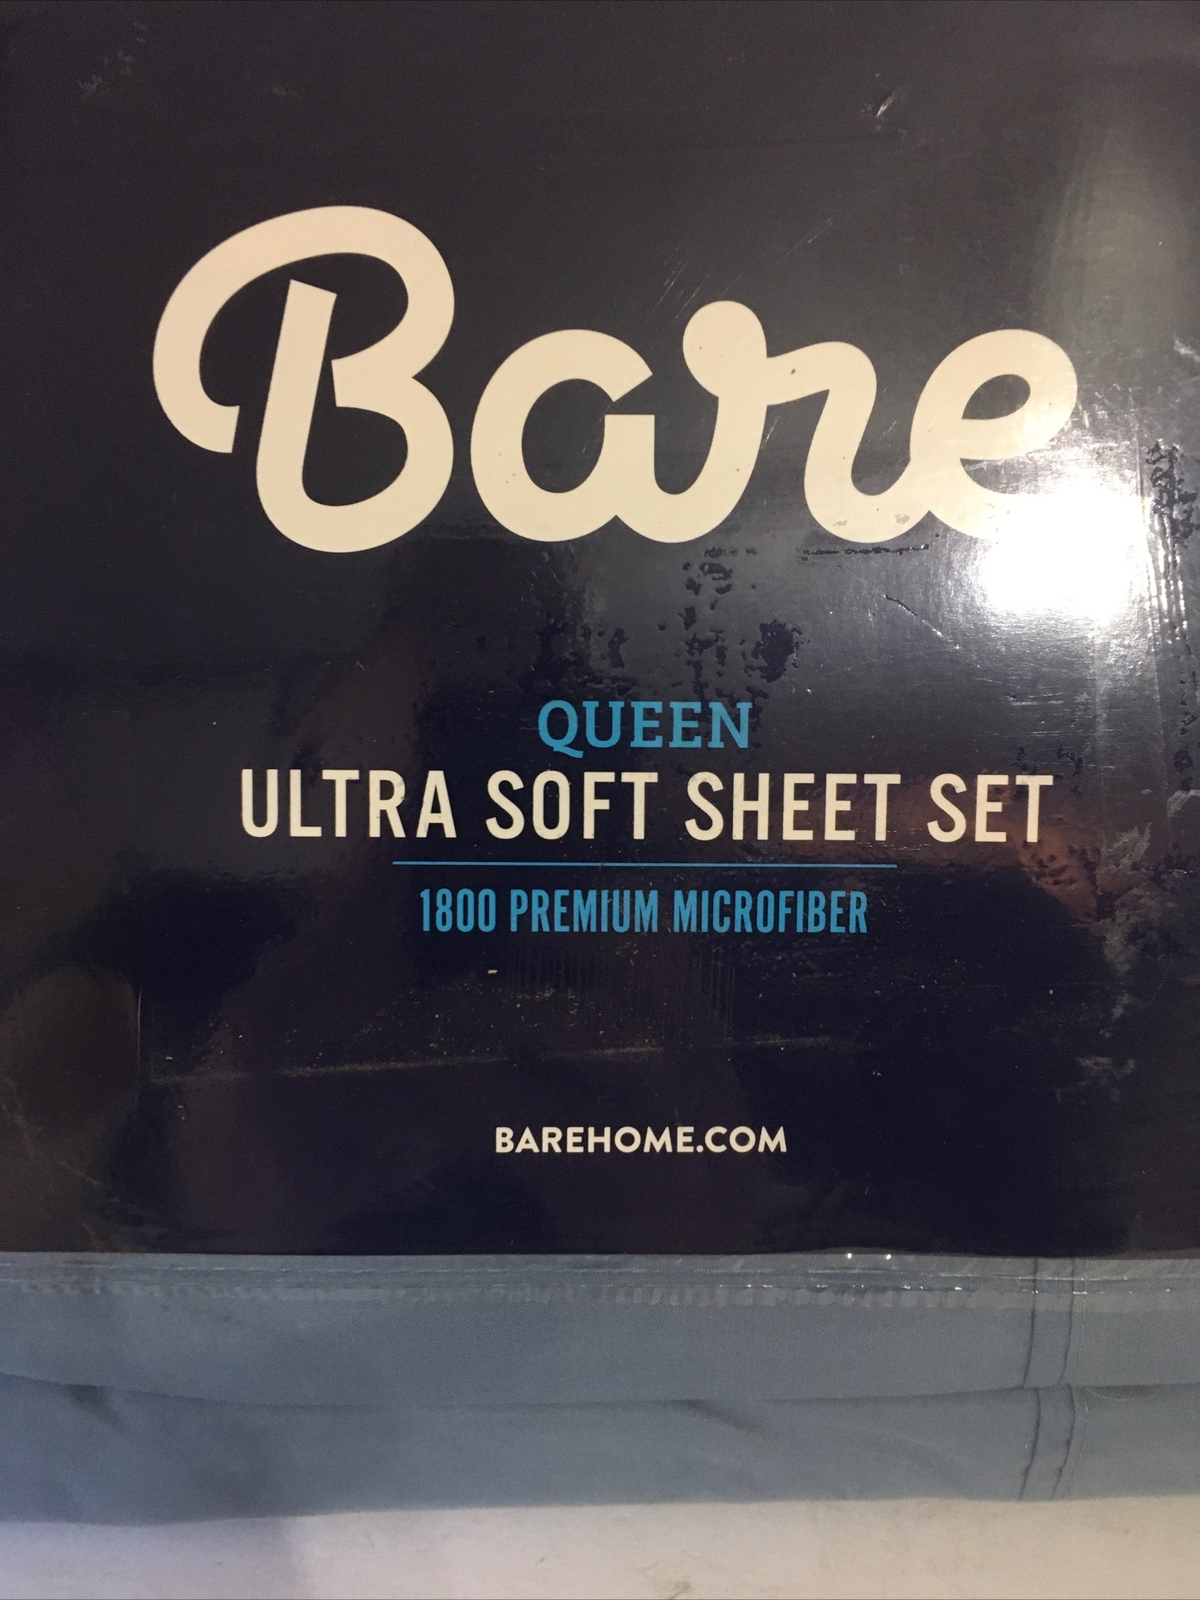 Bare
QUEEN
ULTRA SOFT SHEET SET
1800 PREMIUM MICROFIBER
BAREHOME.COM